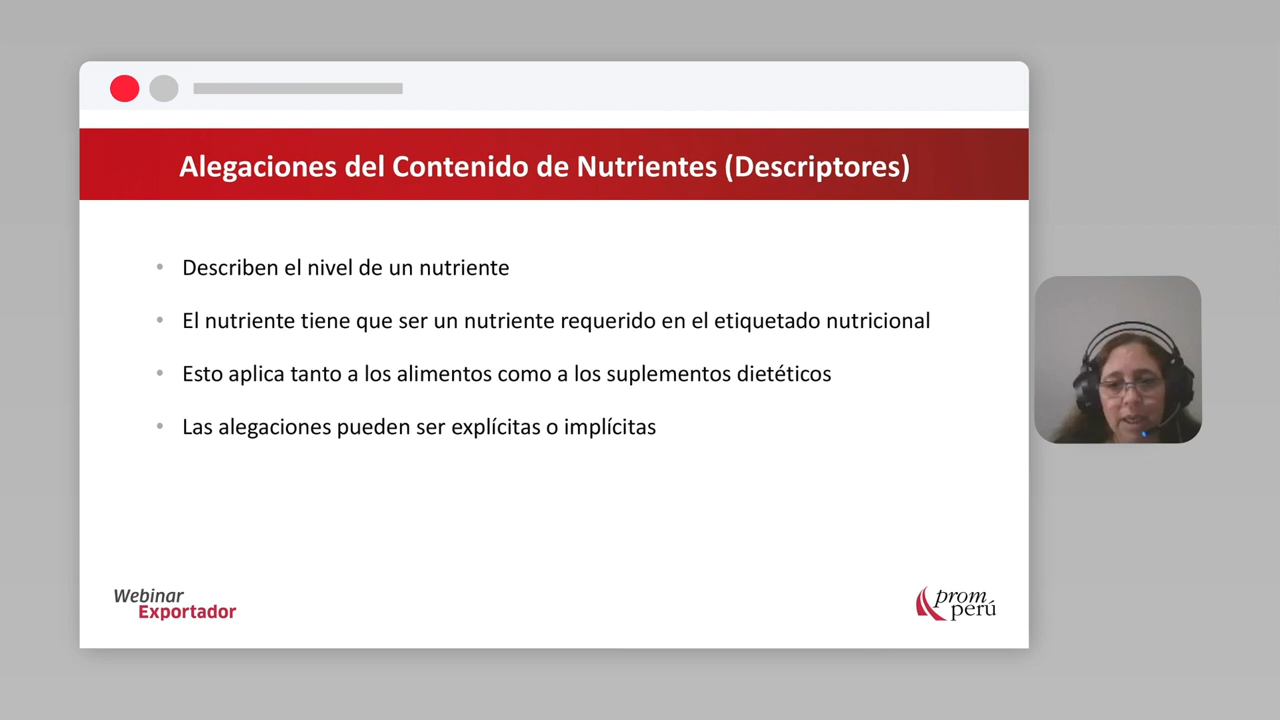 Alegaciones del Contenido de Nutrientes (Descriptores)
• Describen el nivel de un nutriente
• El nutriente tiene que ser un nutriente requerido en el etiquetado nutricional
• Esto aplica tanto a los alimentos como a los suplementos dietéticos
• Las alegaciones pueden ser explícitas o implícitas
Webinar
Exportador
prom
perú